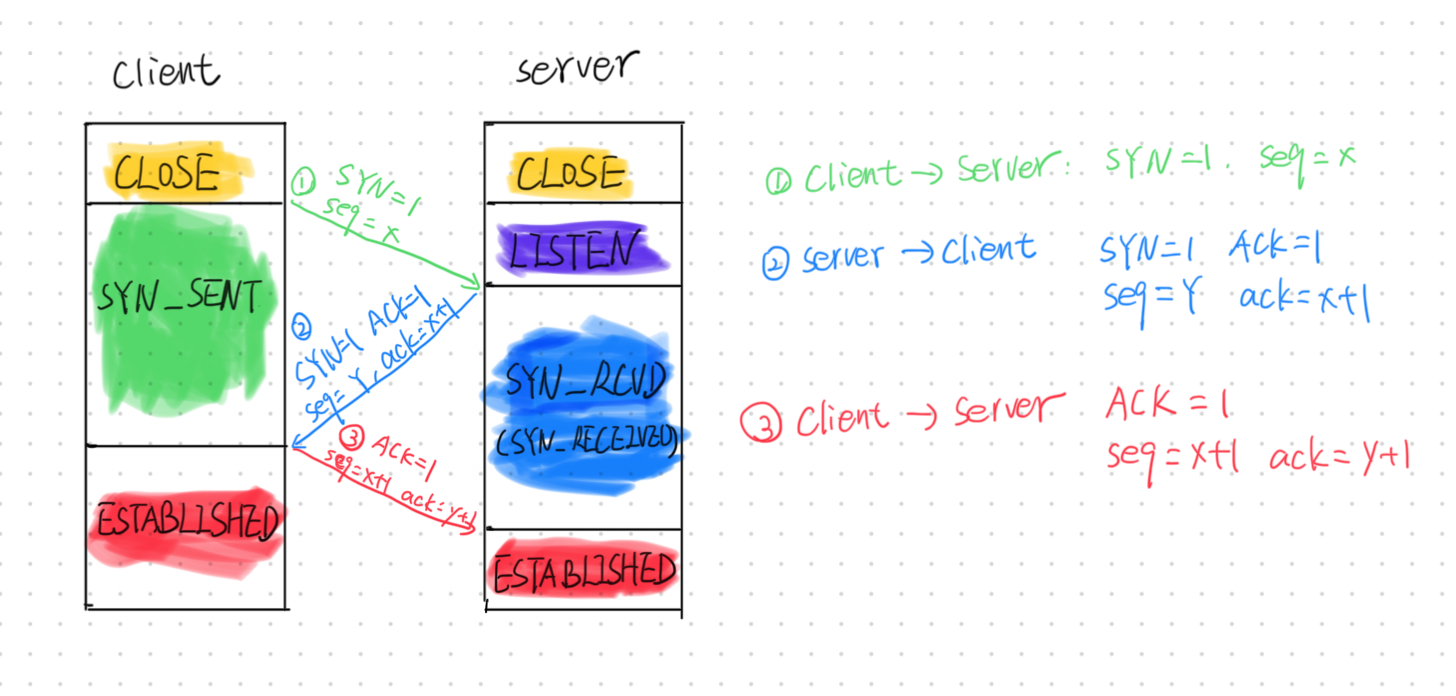 Client
server
CLOSE
CLOSE
① SYN=1
seq=x
LISTEN
SYN_SENT
② SYN=1 ACK=1
seq=Y, ack=x+1
SYN_RCVD
(SYN_RECEIVED)
③ ACK=1
seq=x+1 ack=Y+1
ESTABLISHED
ESTABLISHED
① Client → Server: SYN=1. seq=x
② server → Client SYN=1 ACK=1
seq=Y ack=x+1
③ Client → Server ACK=1
seq=x+1 ack=Y+1